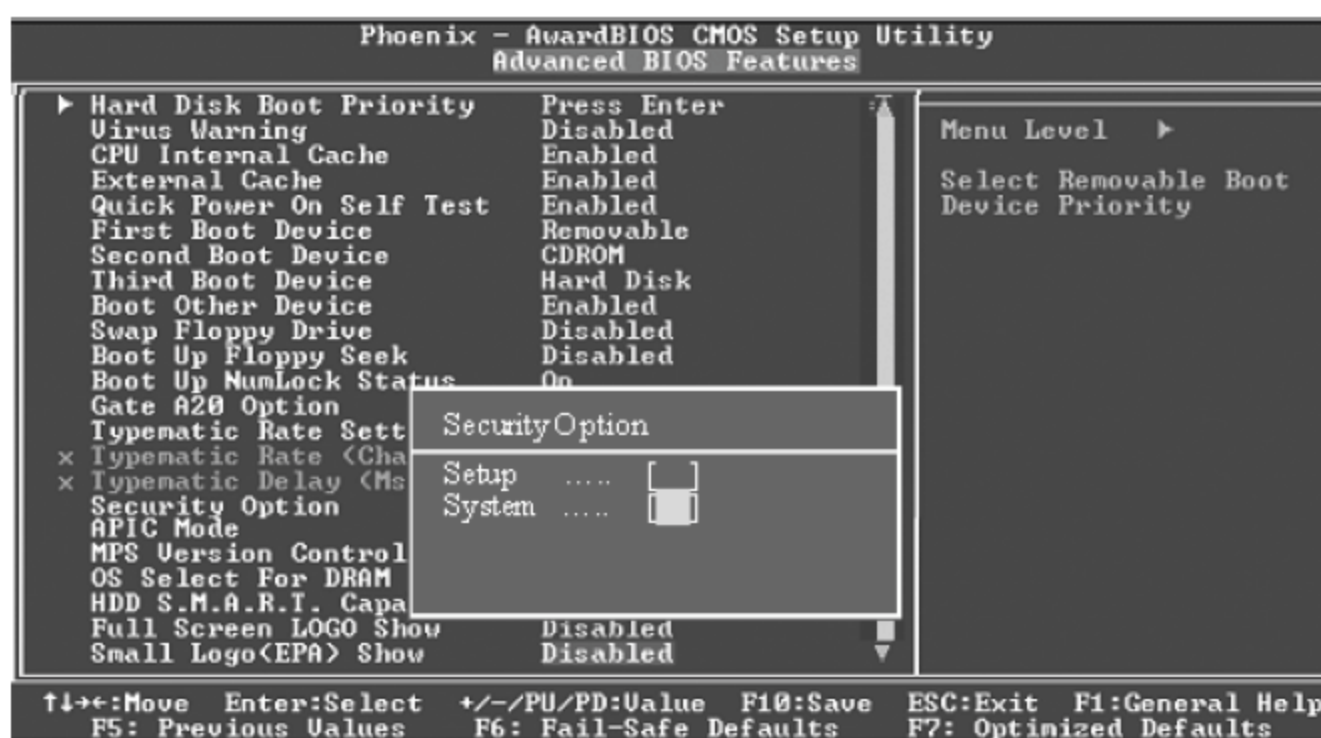 Phoenix - AwardBIOS CMOS Setup Utility
Advanced BIOS Features
Hard Disk Boot Priority Press Enter
Virus Warning Disabled
CPU Internal Cache Enabled
External Cache Enabled
Quick Power On Self Test Enabled
First Boot Device Removable
Second Boot Device CDROM
Third Boot Device Hard Disk
Boot Other Device Enabled
Swap Floppy Drive Disabled
Boot Up Floppy Seek Disabled
Boot Up NumLock Status On
Gate A20 Option
Typematic Rate Sett
x Typematic Rate (Cha
x Typematic Delay (Ms
Security Option
APIC Mode
MPS Version Control
OS Select For DRAM
HDD S.M.A.R.T. Capa
Full Screen LOGO Show Disabled
Small Logo(EPA) Show Disabled
Security Option
Setup ..... [ ]
System ..... [ ]
Menu Level
Select Removable Boot
Device Priority
↑↓→←:Move Enter:Select +/-/PU/PD:Value F10:Save ESC:Exit F1:General Help
F5: Previous Values F6: Fail-Safe Defaults F7: Optimized Defaults